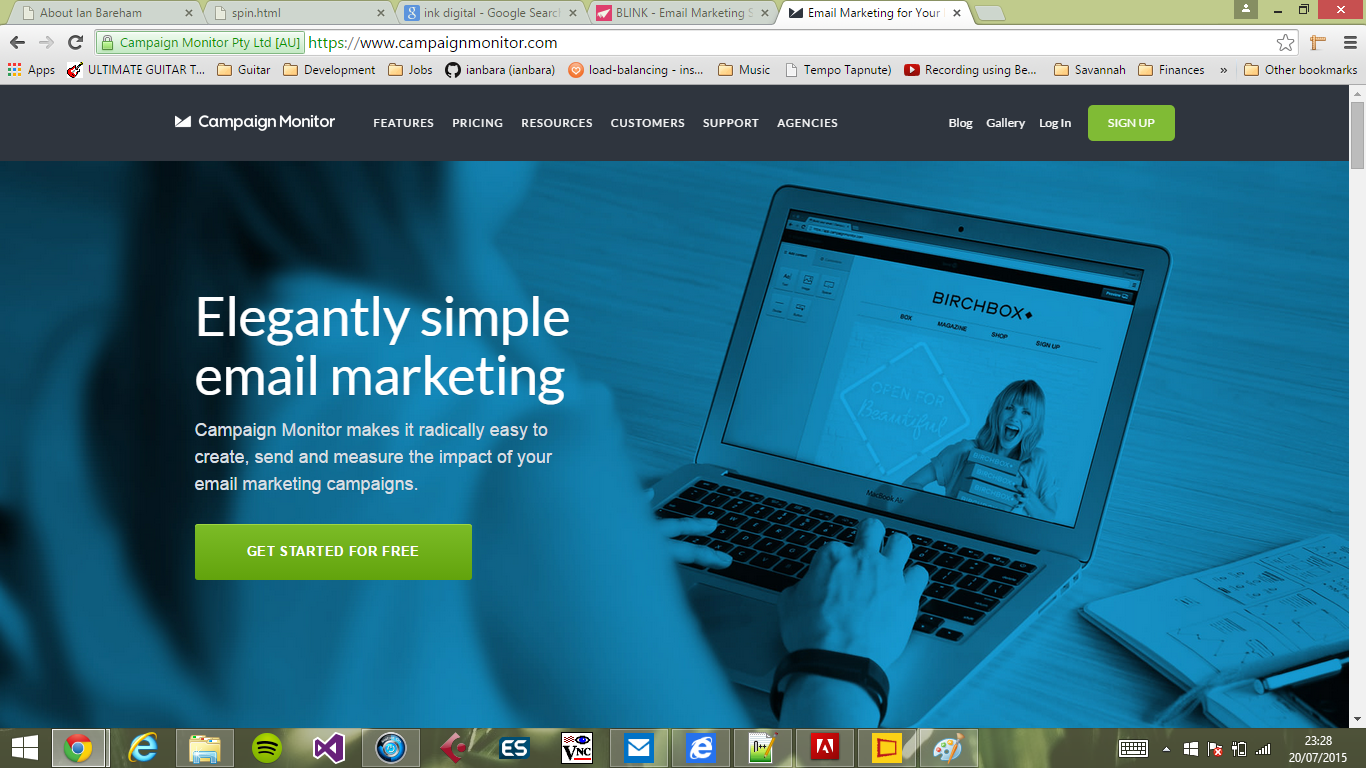 About Ian Bareham
spin.html
ink digital - Google Search
BLINK - Email Marketing S
Email Marketing for Your
Campaign Monitor Pty Ltd [AU]
https://www.campaignmonitor.com
Apps
ULTIMATE GUITAR T...
Guitar
Development
Jobs
ianbara (ianbara)
load-balancing - ins...
Music
Tempo Tapnute)
Recording using Be...
Savannah
Finances
»
Other bookmarks
Campaign Monitor
FEATURES
PRICING
RESOURCES
CUSTOMERS
SUPPORT
AGENCIES
Blog
Gallery
Log In
SIGN UP
Elegantly simple
email marketing
Campaign Monitor makes it radically easy to
create, send and measure the impact of your
email marketing campaigns.
GET STARTED FOR FREE
BIRCHBOX
BOX
MAGAZINE
SHOP
SIGN UP
OPEN FOR
Beautiful
BIRCHBOX
BIRCHBOX
BIRCHBOX
MacBook Air
ES
VNC
23:28
20/07/2015